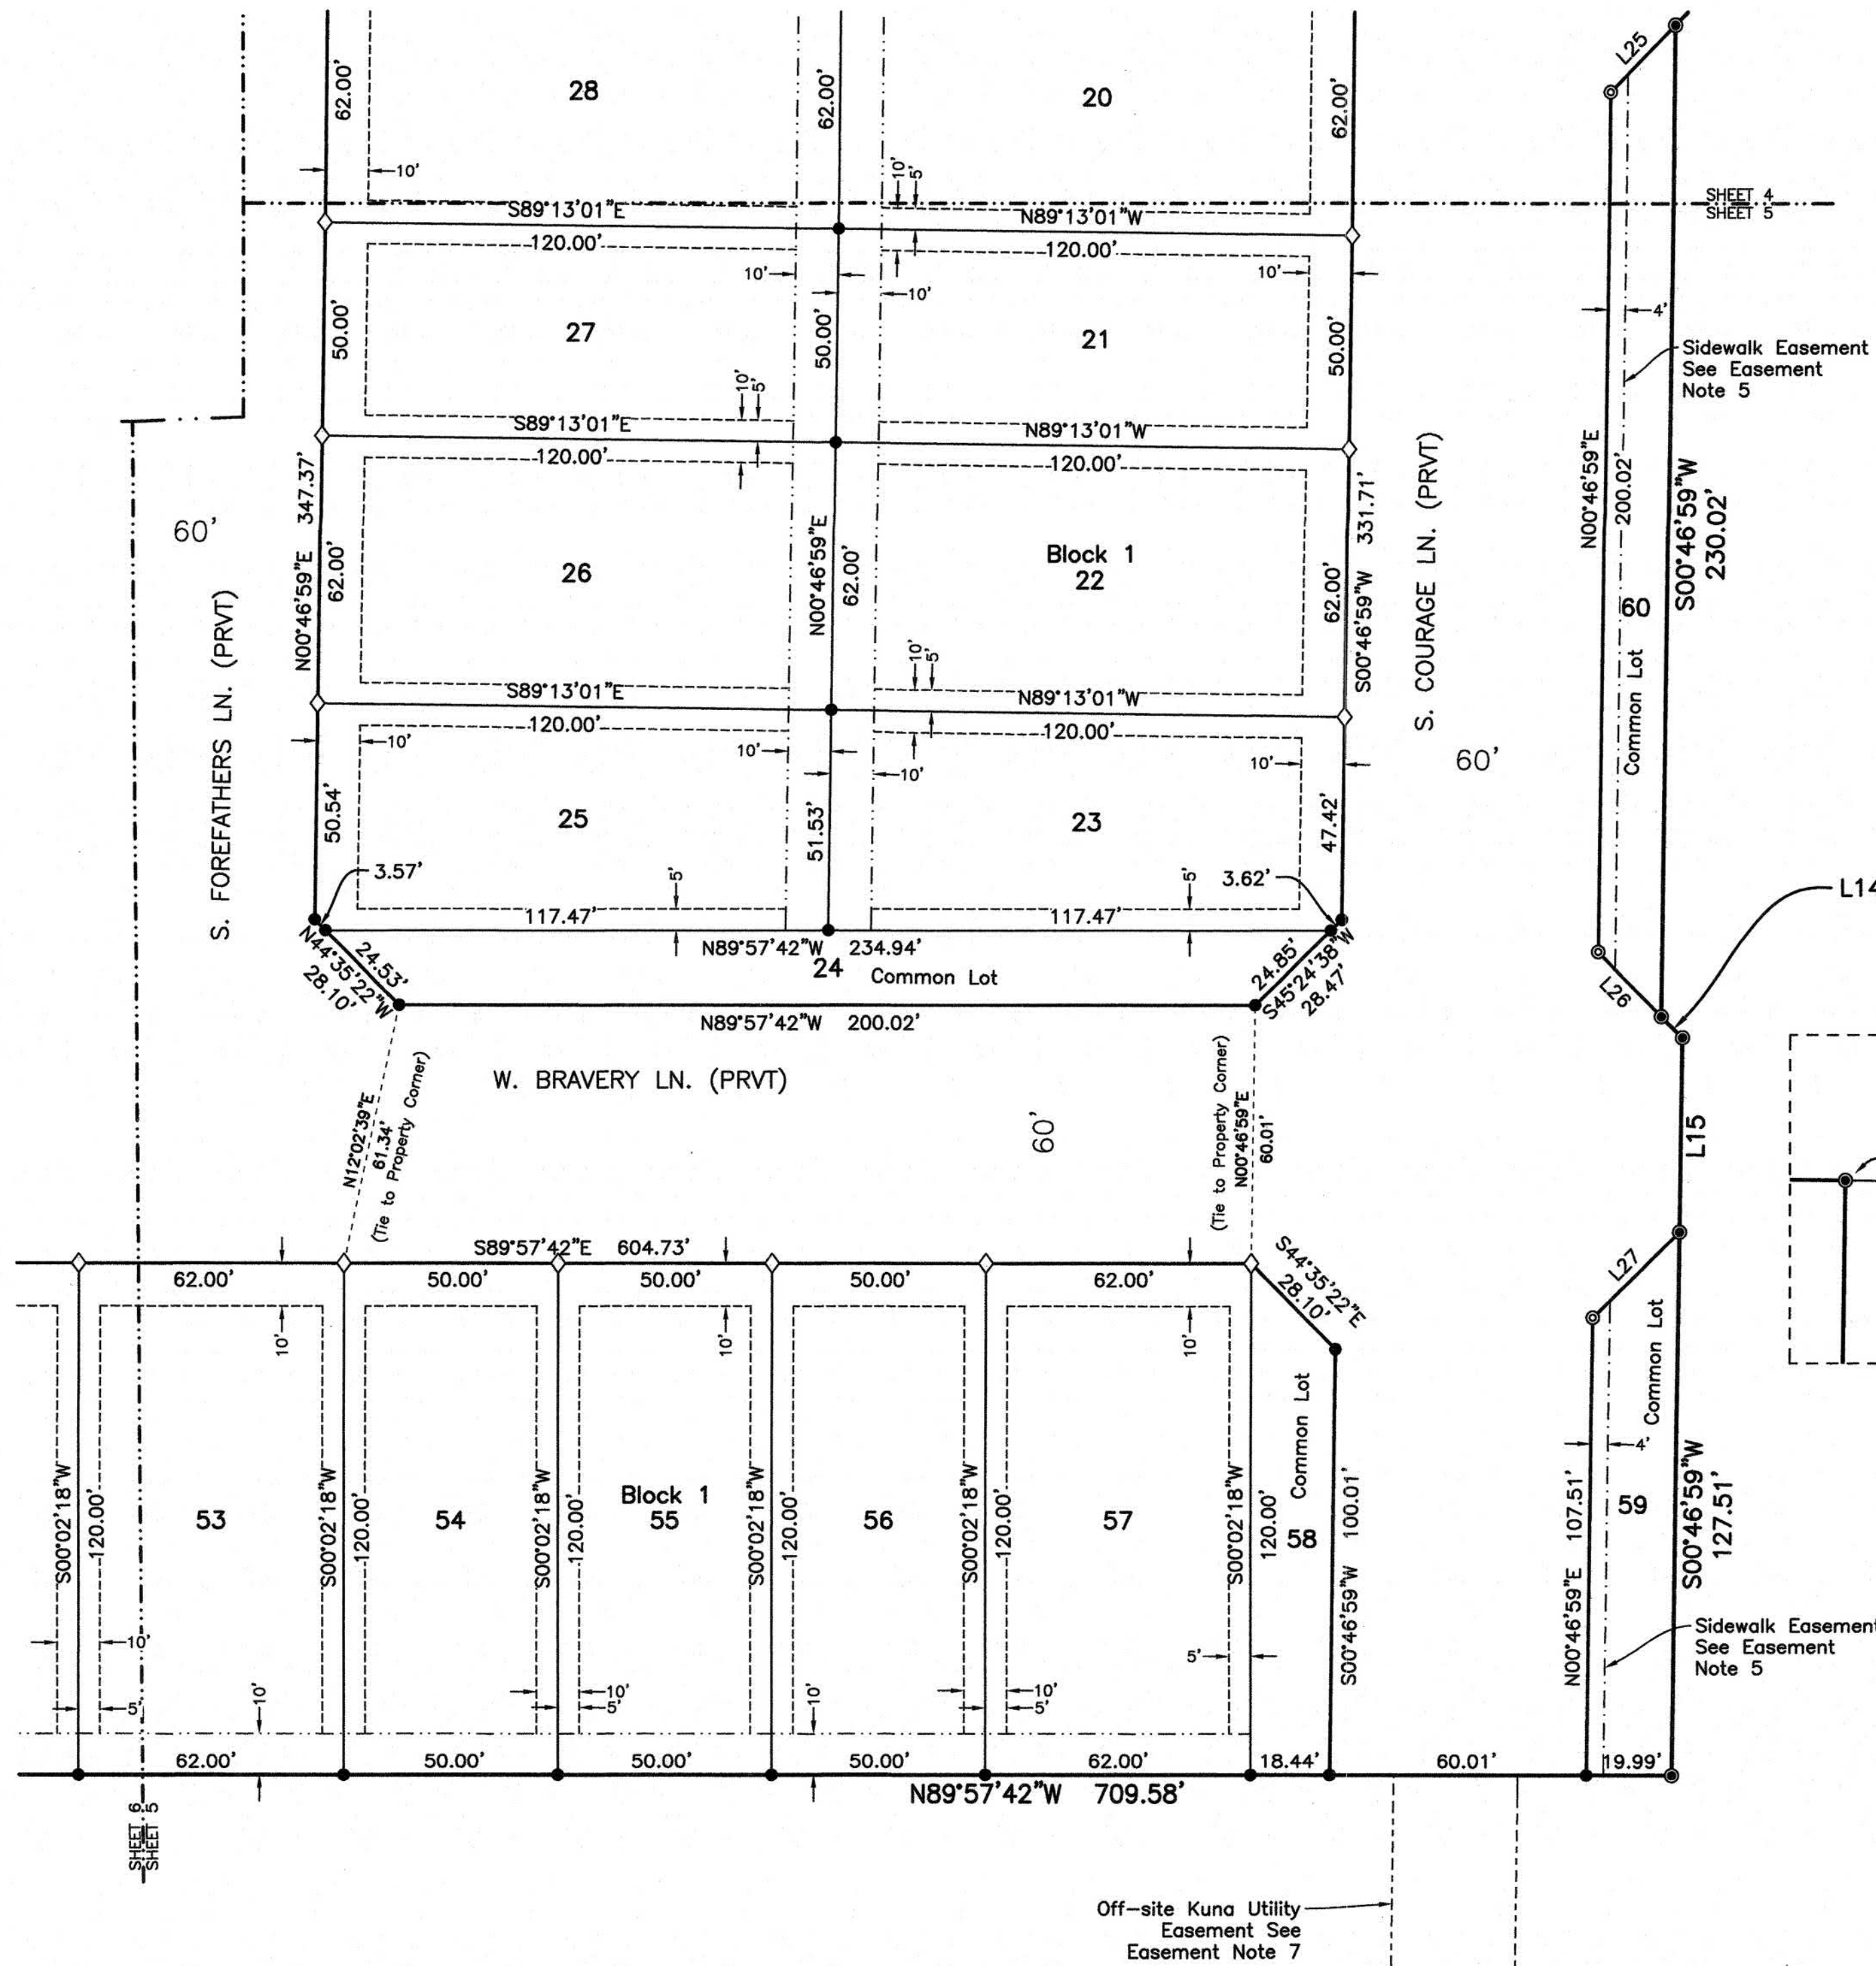 L25
62.00'
28
62.00'
20
62.00'
10'
10'
5'
SHEET 4
SHEET 5
S89°13'01"E
N89°13'01"W
120.00'
120.00'
10'
10'
10'
4'
50.00'
27
50.00'
21
50.00'
Sidewalk Easement
See Easement
Note 5
10'
5'
S89°13'01"E
N89°13'01"W
120.00'
120.00'
N00°46'59"E 347.37'
60'
S. FOREFATHERS LN. (PRVT)
62.00'
26
N00°46'59"E
62.00'
Block 1
22
62.00'
S00°46'59"W 331.71'
S. COURAGE LN. (PRVT)
60'
N00°46'59"E
200.02'
60
Common Lot
S00°46'59"W
230.02'
10'
5'
S89°13'01"E
N89°13'01"W
120.00'
120.00'
10'
10'
10'
10'
50.54'
25
51.53'
23
47.42'
3.57'
5'
5'
3.62'
L14
117.47'
117.47'
N89°57'42"W 234.94'
24 Common Lot
24.53'
N44°35'22"W
28.10'
24.85'
S45°24'38"W
28.47'
L26
N89°57'42"W 200.02'
W. BRAVERY LN. (PRVT)
60'
N12°02'39"E
61.34'
(Tie to Property Corner)
(Tie to Property Corner)
N00°46'59"E
60.01'
L15
S89°57'42"E 604.73'
62.00'
50.00'
50.00'
50.00'
62.00'
S44°35'22"E
28.10'
L27
10'
10'
10'
4'
S00°02'18"W
120.00'
53
S00°02'18"W
120.00'
54
S00°02'18"W
120.00'
Block 1
55
S00°02'18"W
120.00'
56
S00°02'18"W
120.00'
57
S00°02'18"W
120.00'
58
Common Lot
S00°46'59"W 100.01'
N00°46'59"E 107.51'
59
Common Lot
S00°46'59"W
127.51'
Sidewalk Easement
See Easement
Note 5
10'
5'
10'
10'
5'
10'
10'
5'
5'
62.00'
50.00'
50.00'
50.00'
62.00'
18.44'
60.01'
19.99'
N89°57'42"W 709.58'
SHEET 6
SHEET 5
Off-site Kuna Utility
Easement See
Easement Note 7